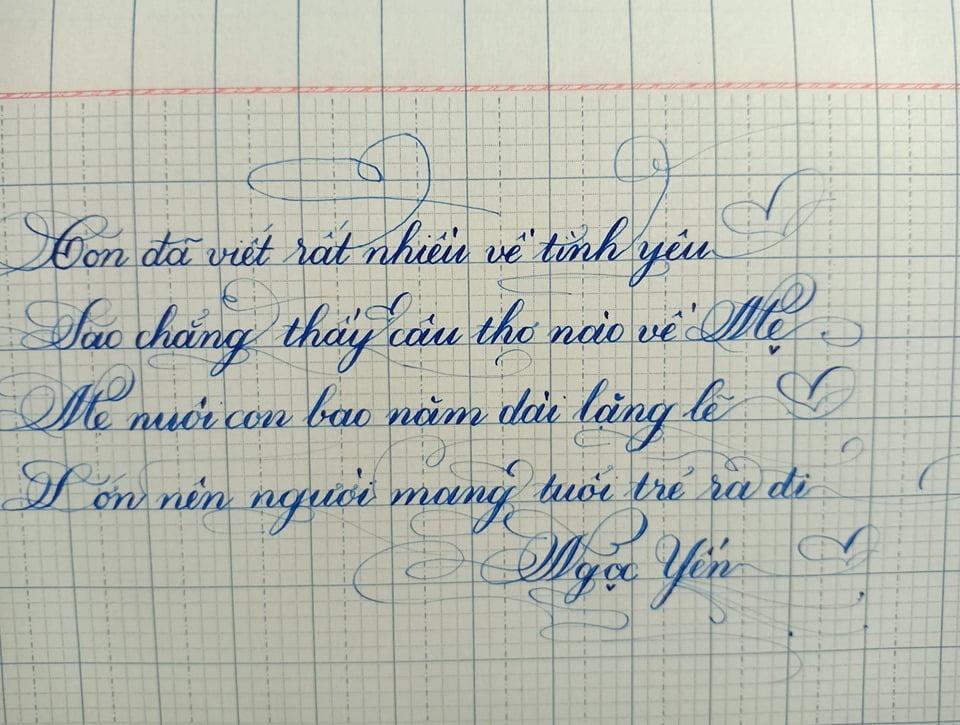 Con đã viết rất nhiều về tình yêu
Sao chẳng thấy câu thơ nào về Mẹ
Mẹ nuôi con bao năm dài lặng lẽ
Lớn nên người mang tuổi trẻ ra đi
Ngọc Yến